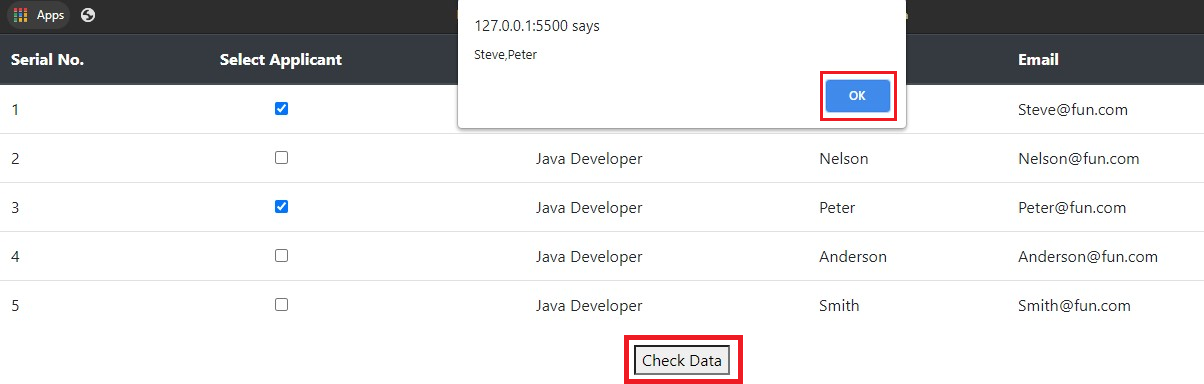 Apps
127.0.0.1:5500 says
Steve,Peter
OK
Serial No. Select Applicant Email
1 Steve@fun.com
2 Java Developer Nelson Nelson@fun.com
3 Java Developer Peter Peter@fun.com
4 Java Developer Anderson Anderson@fun.com
5 Java Developer Smith Smith@fun.com
Check Data